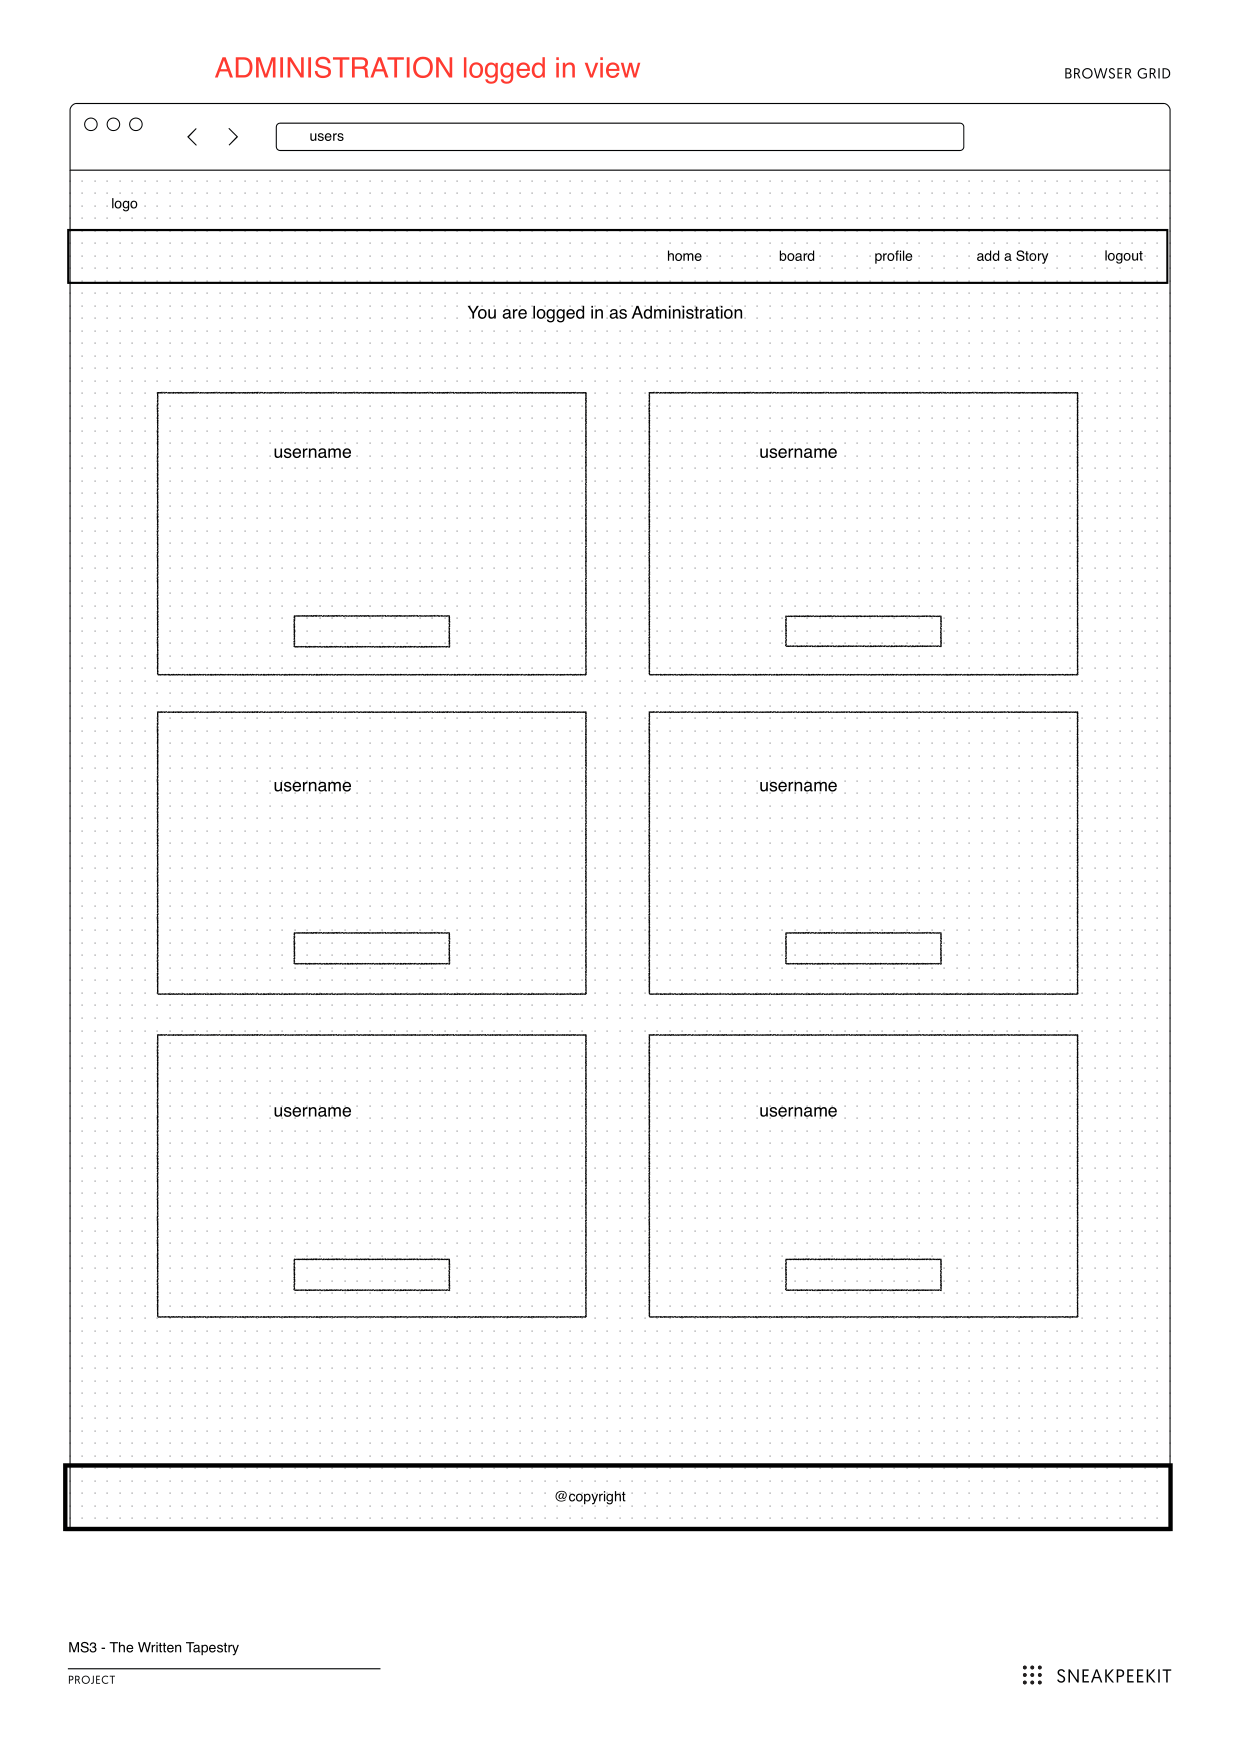 ADMINISTRATION logged in view
BROWSER GRID
users
logo
home board profile add a Story logout
You are logged in as Administration
username username
username username
username username
@copyright
MS3 - The Written Tapestry
PROJECT
SNEAKPEEKIT